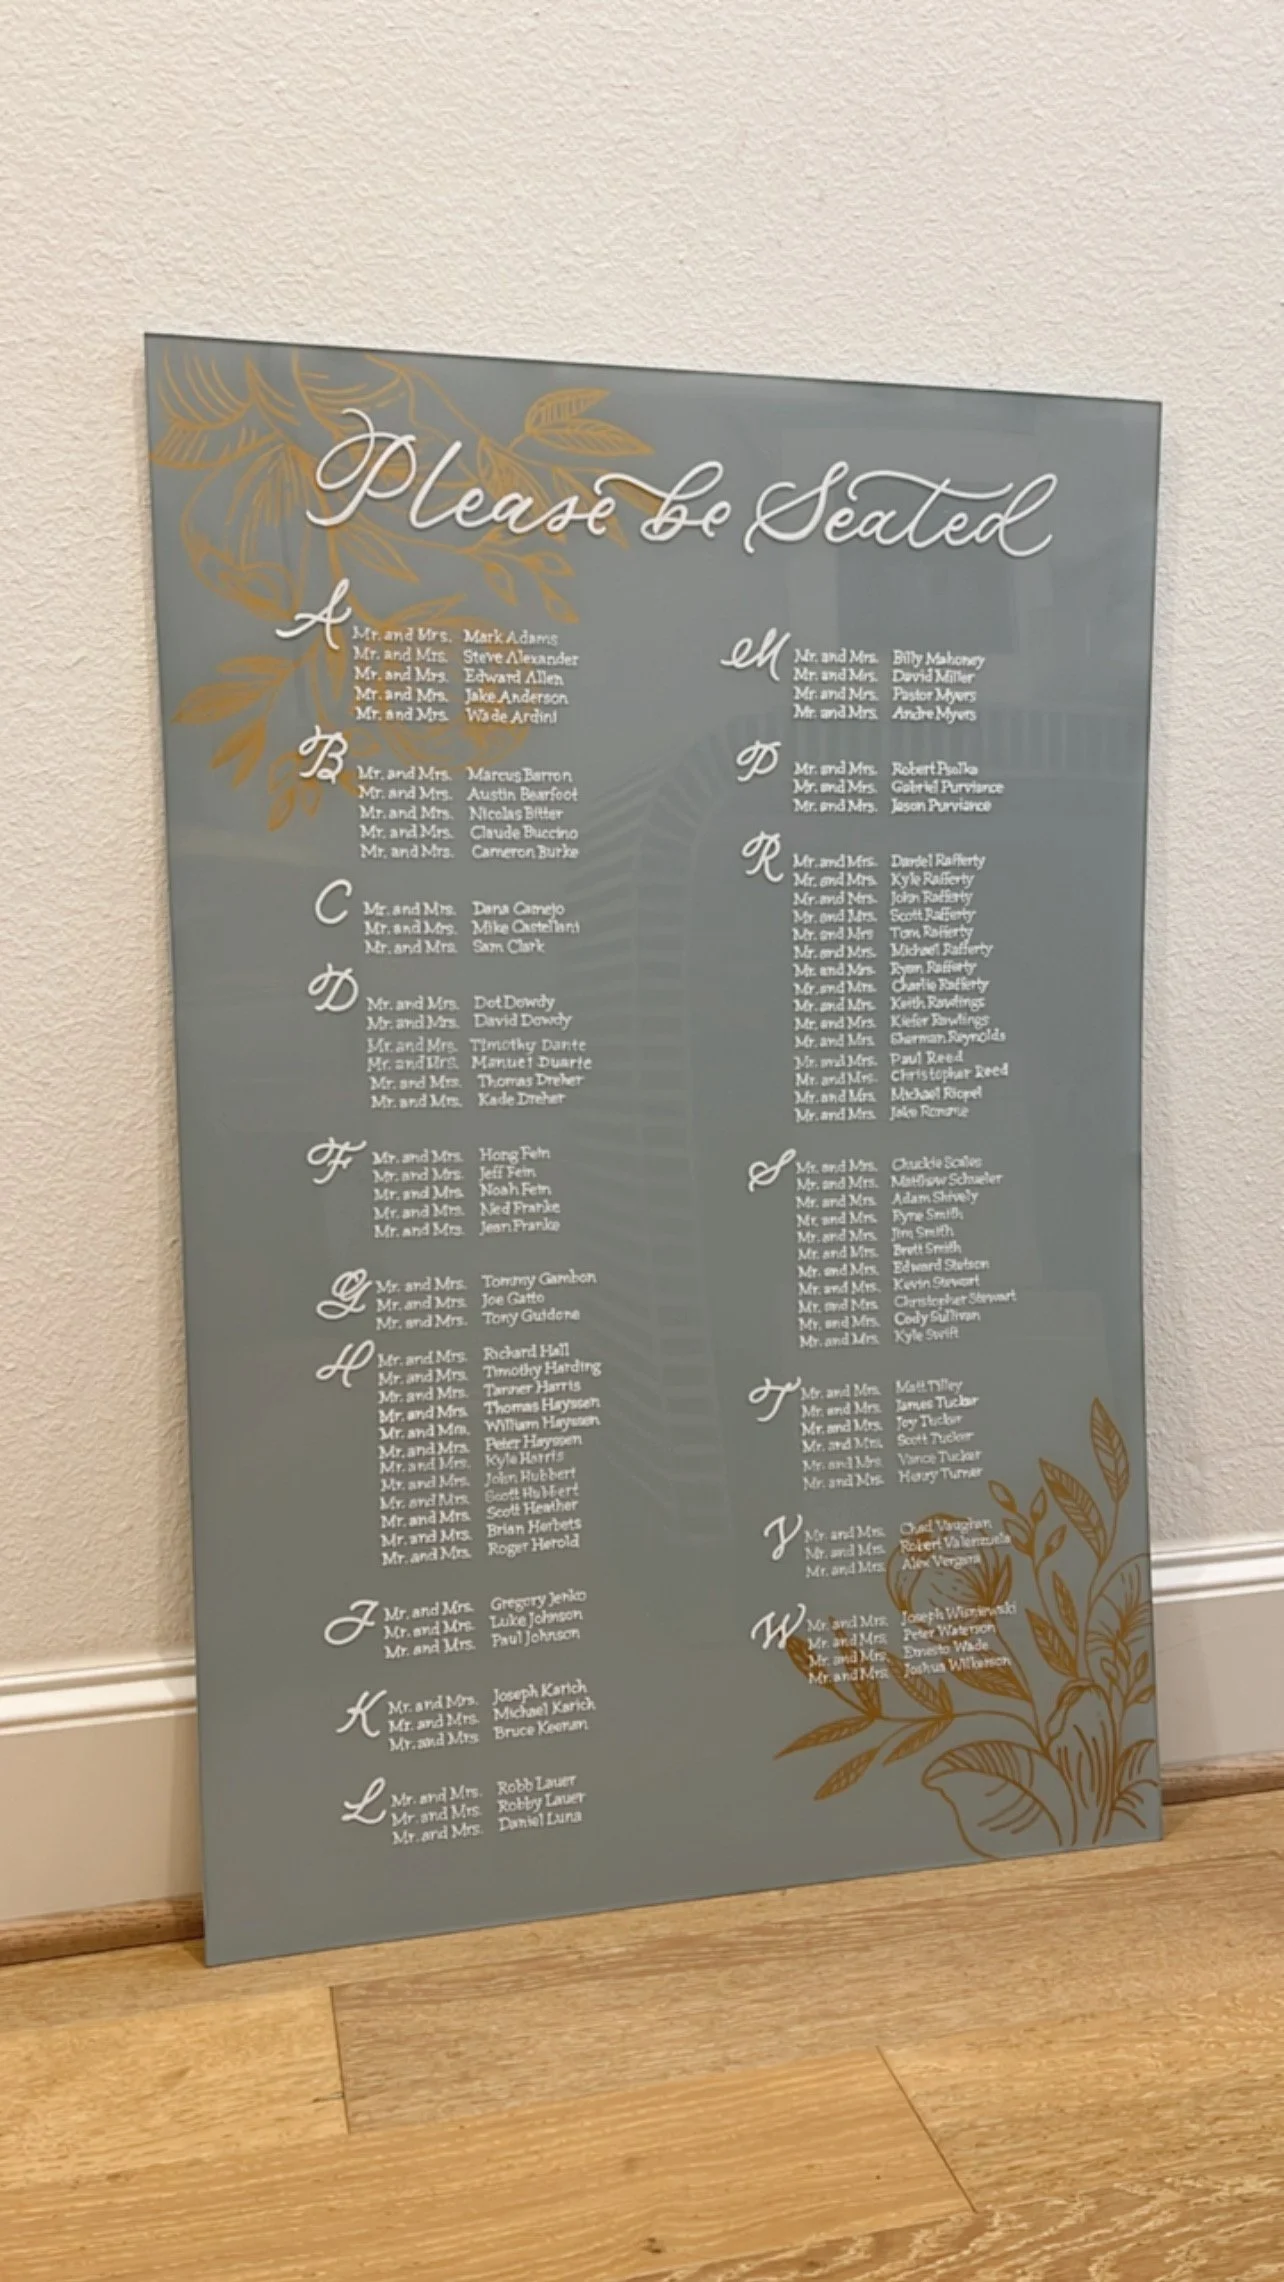 Please be Seated
A
Mr. and Mrs. Mark Adams
Mr. and Mrs. Steve Alexander
Mr. and Mrs. Edward Allen
Mr. and Mrs. Jake Anderson
Mr. and Mrs. Wade Ardini
B
Mr. and Mrs. Marcus Barron
Mr. and Mrs. Austin Bearfoot
Mr. and Mrs. Nicolas Bitter
Mr. and Mrs. Claude Buccino
Mr. and Mrs. Cameron Burke
C
Mr. and Mrs. Dana Camejo
Mr. and Mrs. Mike Castellani
Mr. and Mrs. Sam Clark
D
Mr. and Mrs. Dot Dowdy
Mr. and Mrs. David Dowdy
Mr. and Mrs. Timothy Dante
Mr. and Mrs. Manuel Duarte
Mr. and Mrs. Thomas Dreher
Mr. and Mrs. Kade Dreher
F
Mr. and Mrs. Hong Fein
Mr. and Mrs. Jeff Fein
Mr. and Mrs. Noah Fein
Mr. and Mrs. Ned Franke
Mr. and Mrs. Jean Franke
G
Mr. and Mrs. Tommy Gambon
Mr. and Mrs. Joe Gatto
Mr. and Mrs. Tony Guidone
H
Mr. and Mrs. Richard Hall
Mr. and Mrs. Timothy Harding
Mr. and Mrs. Tanner Harris
Mr. and Mrs. Thomas Hayssen
Mr. and Mrs. William Hayssen
Mr. and Mrs. Peter Hayssen
Mr. and Mrs. Kyle Harris
Mr. and Mrs. John Hubbert
Mr. and Mrs. Scott Hubbert
Mr. and Mrs. Scott Heather
Mr. and Mrs. Brian Herbets
Mr. and Mrs. Roger Herold
J
Mr. and Mrs. Gregory Jenko
Mr. and Mrs. Luke Johnson
Mr. and Mrs. Paul Johnson
K
Mr. and Mrs. Joseph Karich
Mr. and Mrs. Michael Karich
Mr. and Mrs. Bruce Keenan
L
Mr. and Mrs. Robb Lauer
Mr. and Mrs. Robby Lauer
Mr. and Mrs. Daniel Luna
M
Mr. and Mrs. Billy Mahoney
Mr. and Mrs. David Miller
Mr. and Mrs. Pastor Myers
Mr. and Mrs. Andre Myers
P
Mr. and Mrs. Robert Psolka
Mr. and Mrs. Gabriel Purviance
Mr. and Mrs. Jason Purviance
R
Mr. and Mrs. Daniel Rafferty
Mr. and Mrs. Kyle Rafferty
Mr. and Mrs. John Rafferty
Mr. and Mrs. Scott Rafferty
Mr. and Mrs Tom Rafferty
Mr. and Mrs. Michael Rafferty
Mr. and Mrs. Ryan Rafferty
Mr. and Mrs. Charlie Rafferty
Mr. and Mrs. Keith Rawlings
Mr. and Mrs. Kiefer Rawlings
Mr. and Mrs. Sherman Reynolds
Mr. and Mrs. Paul Reed
Mr. and Mrs. Christopher Reed
Mr. and Mrs. Michael Riopel
Mr. and Mrs. Jake Romme
S
Mr. and Mrs. Chuckie Scales
Mr. and Mrs. Matthew Schueler
Mr. and Mrs. Adam Shively
Mr. and Mrs. Ryne Smith
Mr. and Mrs. Jim Smith
Mr. and Mrs. Brett Smith
Mr. and Mrs. Edward Stetson
Mr. and Mrs. Kevin Stewart
Mr. and Mrs. Christopher Stewart
Mr. and Mrs. Cody Sullivan
Mr. and Mrs. Kyle Swift
T
Mr. and Mrs. Matt Tilley
Mr. and Mrs. James Tucker
Mr. and Mrs. Joy Tucker
Mr. and Mrs. Scott Tucker
Mr. and Mrs. Vance Tucker
Mr. and Mrs. Henry Turner
V
Mr. and Mrs. Chad Vaughan
Mr. and Mrs. Robert Valenzuela
Mr. and Mrs. Alex Vergara
W
Mr. and Mrs. Joseph Wisniewski
Mr. and Mrs. Peter Waterson
Mr. and Mrs. Ernesto Wade
Mr. and Mrs. Joshua Wilkerson